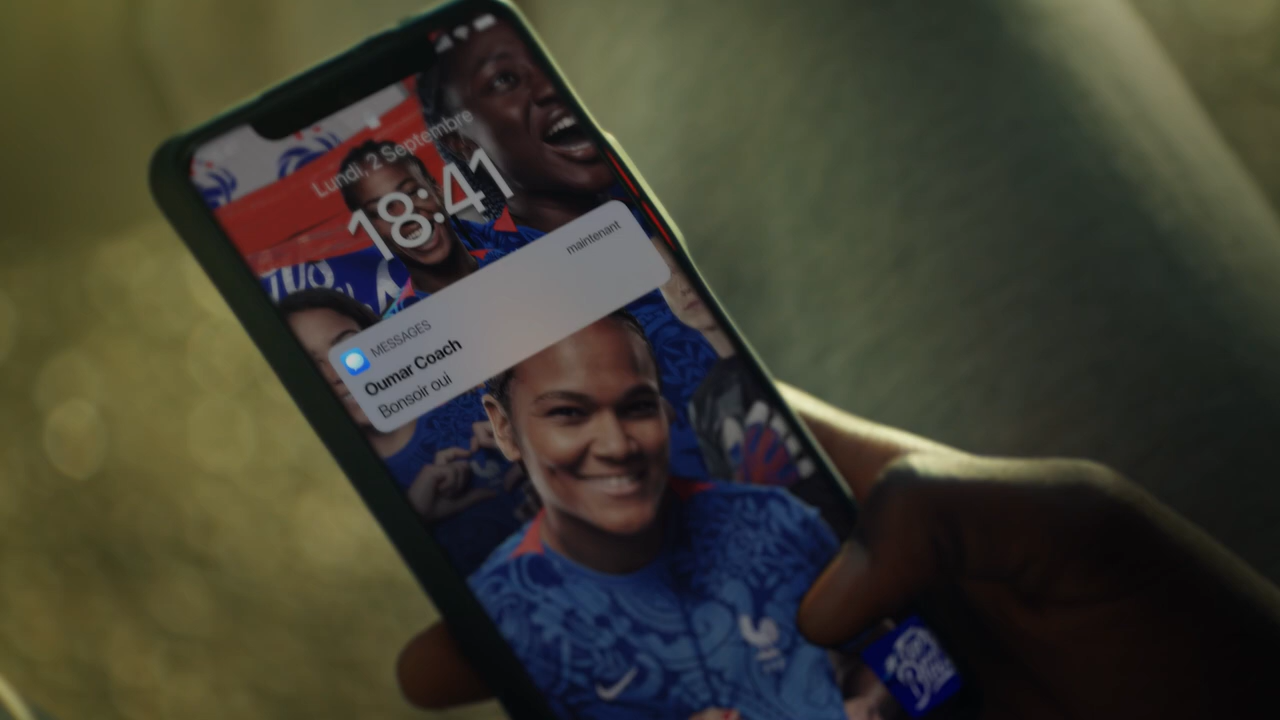 Lundi, 2 Septembre
18:41
maintenant
MESSAGES
Oumar Coach
Bonsoir oui